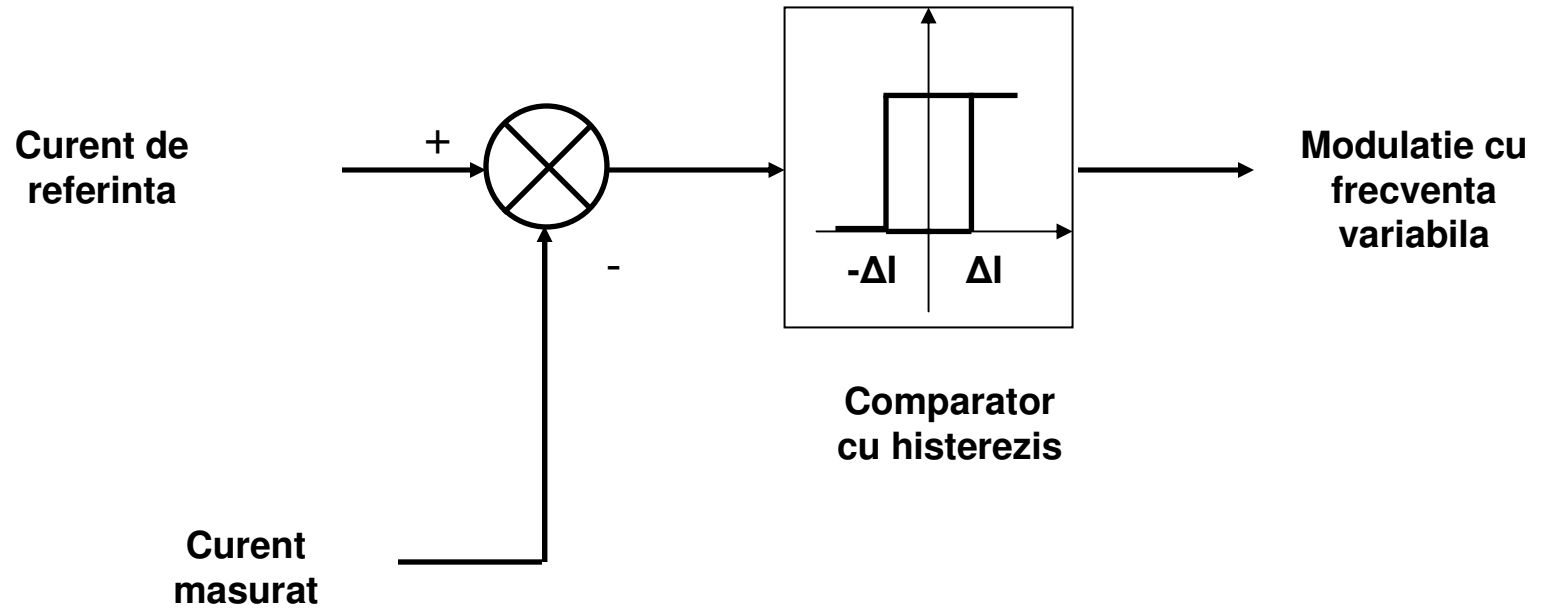 Curent de
referinta
+
-
-ΔI
ΔI
Modulatie cu
frecventa
variabila
Comparator
cu histerezis
Curent
masurat